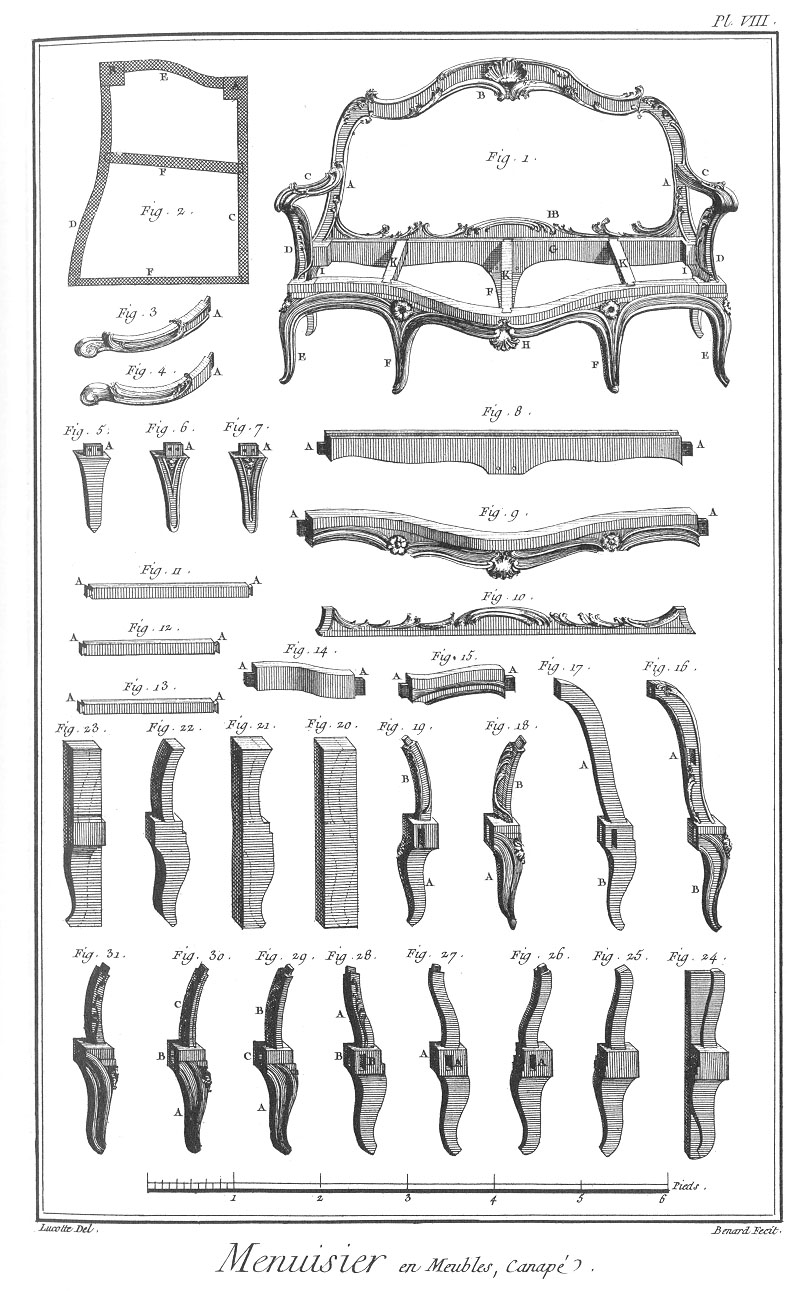 Pl. VIII.
Fig. 1.
B
A
A
C
C
IB
D
D
G
K
K
K
I
I
F
H
E
F
F
E
Fig. 2.
A
E
F
D
C
F
Fig. 3
A
Fig. 4.
A
Fig. 5.
A
Fig. 6.
A
Fig. 7.
A
Fig. 8.
A
A
Fig. 9.
A
A
Fig. 10.
Fig. 11.
A
A
Fig. 12.
A
A
Fig. 13.
A
A
Fig. 14.
A
A
Fig. 15.
A
A
Fig. 17.
A
B
Fig. 16.
A
B
Fig. 23.
Fig. 22.
Fig. 21.
Fig. 20.
Fig. 19.
B
A
Fig. 18.
B
A
Fig. 31.
Fig. 30.
C
B
A
Fig. 29.
B
C
A
Fig. 28.
A
B
B
Fig. 27.
A
A
Fig. 26.
A
Fig. 25.
Fig. 24.
1 2 3 4 5 6 Pieds.
Lucotte Del.
Benard Fecit.
Menuisier en Meubles, Canapé.